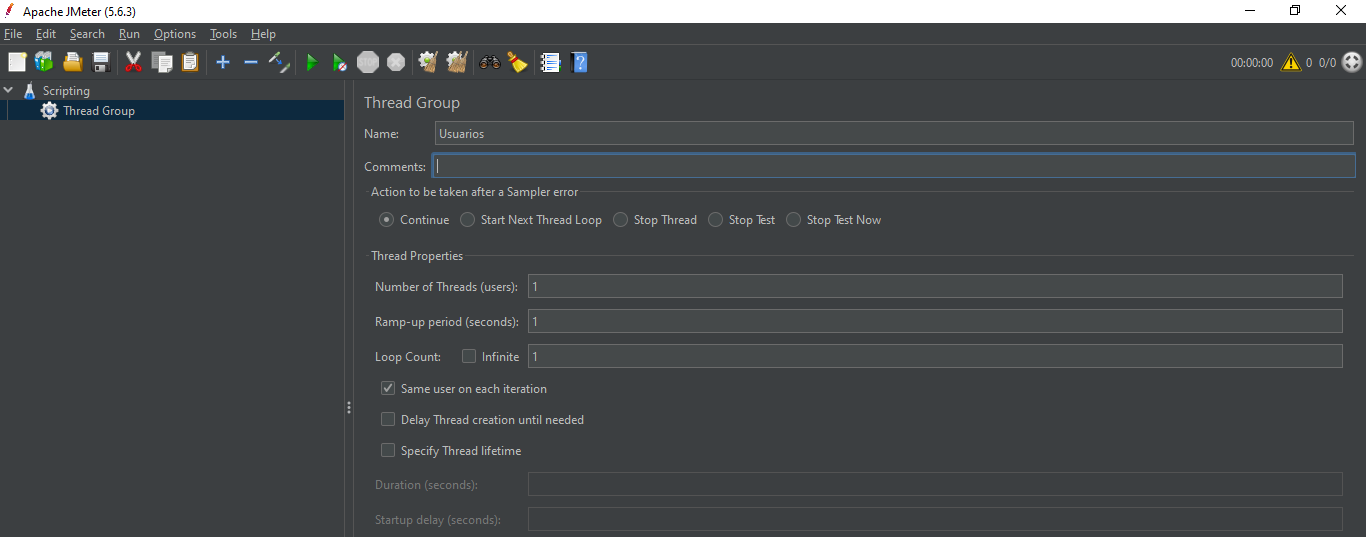 Apache JMeter (5.6.3)
File Edit Search Run Options Tools Help
STOP
00:00:00 0 0/0
Scripting
Thread Group
Thread Group
Name: Usuarios
Comments:
Action to be taken after a Sampler error
Continue Start Next Thread Loop Stop Thread Stop Test Stop Test Now
Thread Properties
Number of Threads (users): 1
Ramp-up period (seconds): 1
Loop Count: Infinite 1
Same user on each iteration
Delay Thread creation until needed
Specify Thread lifetime
Duration (seconds):
Startup delay (seconds):